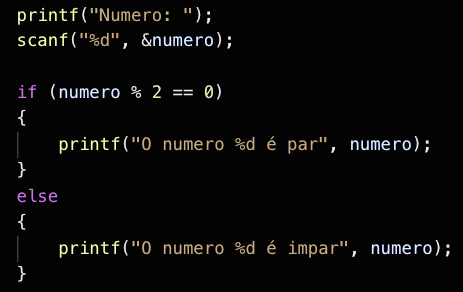 printf("Numero: ");
scanf("%d", &numero);
if (numero % 2 == 0)
{
printf("O numero %d é par", numero);
}
else
{
printf("O numero %d é impar", numero);
}